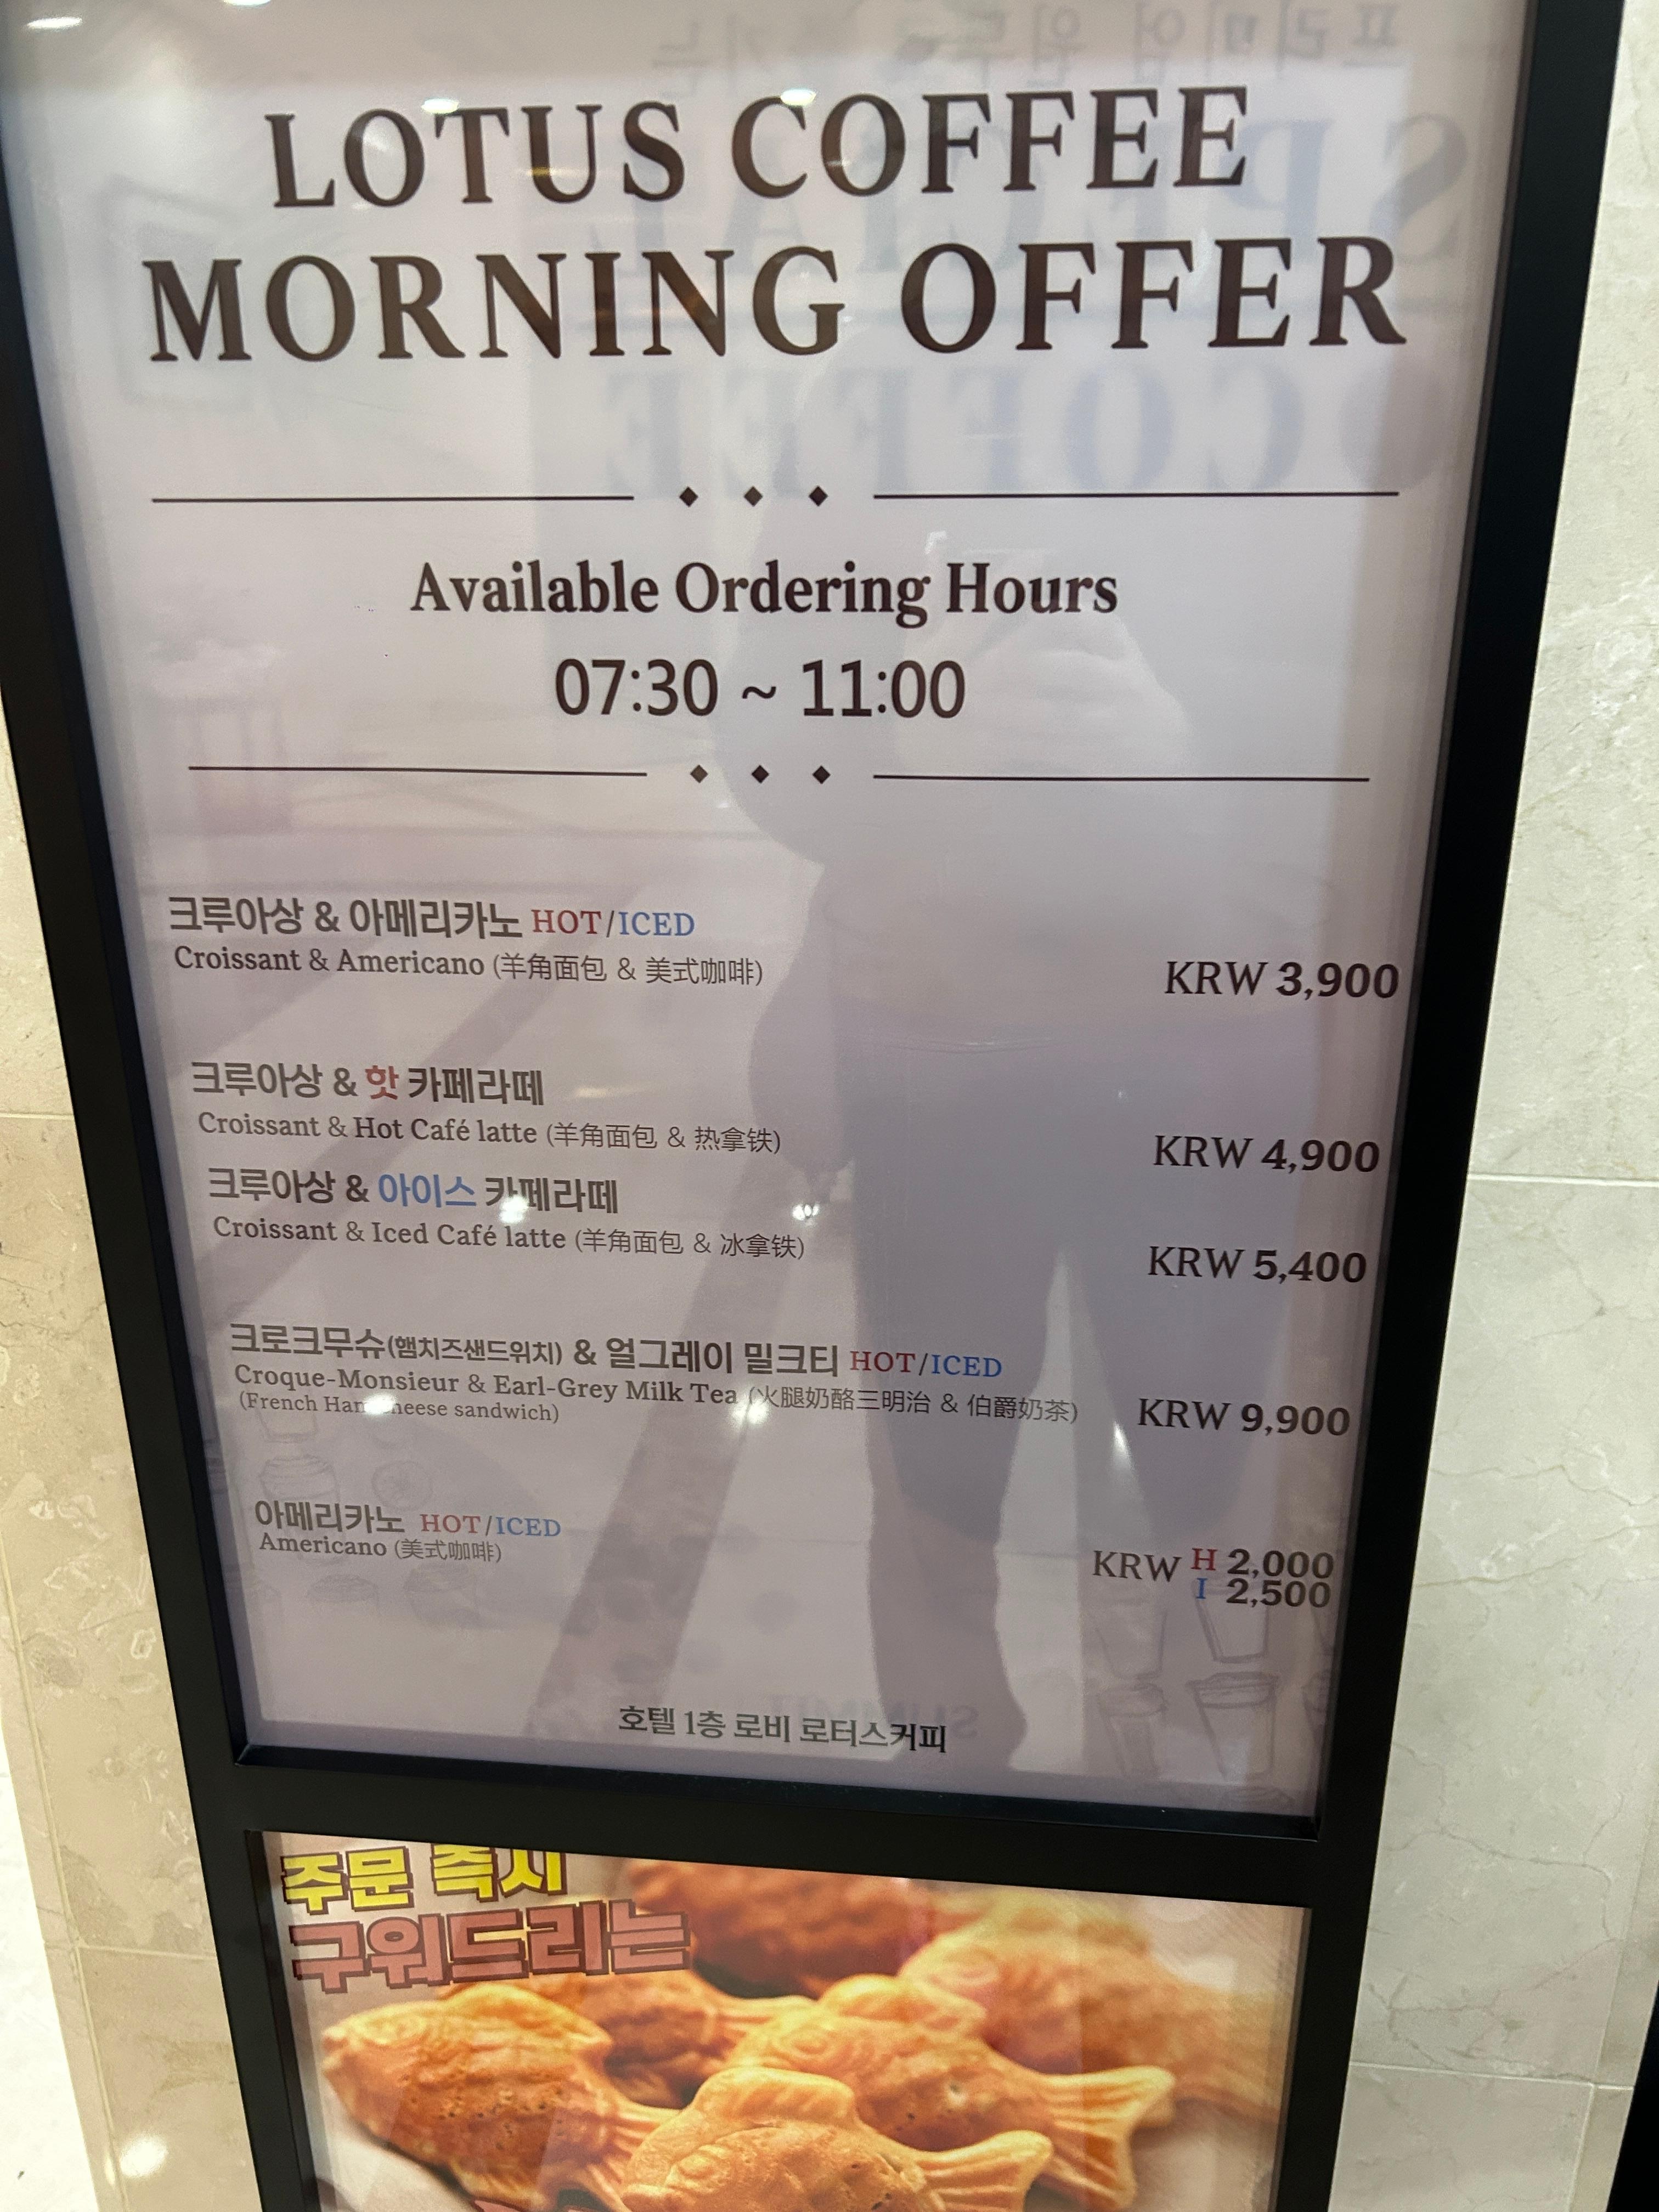 LOTUS COFFEE
MORNING OFFER
Available Ordering Hours
07:30 ~ 11:00
크루아상 & 아메리카노 HOT/ICED
Croissant & Americano (羊角面包 & 美式咖啡)
KRW 3,900
크루아상 & 핫 카페라떼
Croissant & Hot Café latte (羊角面包 & 热拿铁)
KRW 4,900
크루아상 & 아이스 카페라떼
Croissant & Iced Café latte (羊角面包 & 冰拿铁)
KRW 5,400
크로크무슈(햄치즈샌드위치) & 얼그레이 밀크티 HOT/ICED
Croque-Monsieur & Earl-Grey Milk Tea (火腿奶酪三明治 & 伯爵奶茶)
(French sandwich)
KRW 9,900
아메리카노 HOT/ICED
Americano (美式咖啡)
KRW H 2,000
I 2,500
호텔 1층 로비 로터스커피
주문 즉시
구워드리는